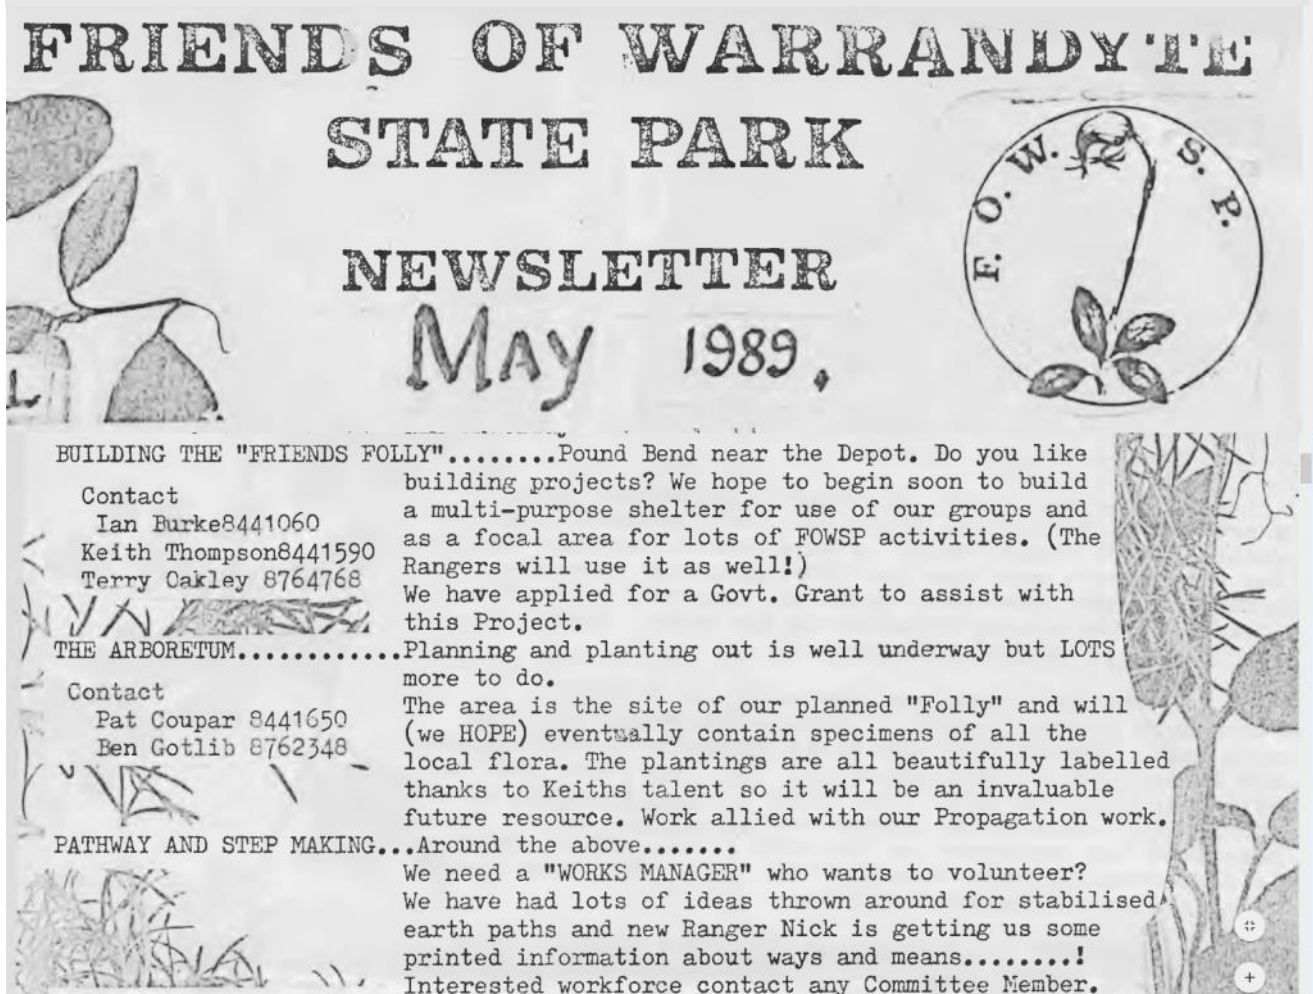 FRIENDS OF WARRANDYTE
STATE PARK
F. O. W. S. P.
NEWSLETTER
May 1989.
L
BUILDING THE "FRIENDS FOLLY"........Pound Bend near the Depot. Do you like
building projects? We hope to begin soon to build
a multi-purpose shelter for use of our groups and
as a focal area for lots of FOWSP activities. (The
Rangers will use it as well!)
We have applied for a Govt. Grant to assist with
this Project.
Contact
Ian Burke8441060
Keith Thompson8441590
Terry Oakley 8764768
THE ARBORETUM............Planning and planting out is well underway but LOTS
more to do.
The area is the site of our planned "Folly" and will
(we HOPE) eventually contain specimens of all the
local flora. The plantings are all beautifully labelled
thanks to Keiths talent so it will be an invaluable
future resource. Work allied with our Propagation work.
Contact
Pat Coupar 8441650
Ben Gotlib 8762348
PATHWAY AND STEP MAKING...Around the above.......
We need a "WORKS MANAGER" who wants to volunteer?
We have had lots of ideas thrown around for stabilised
earth paths and new Ranger Nick is getting us some
printed information about ways and means........!
Interested workforce contact any Committee Member.